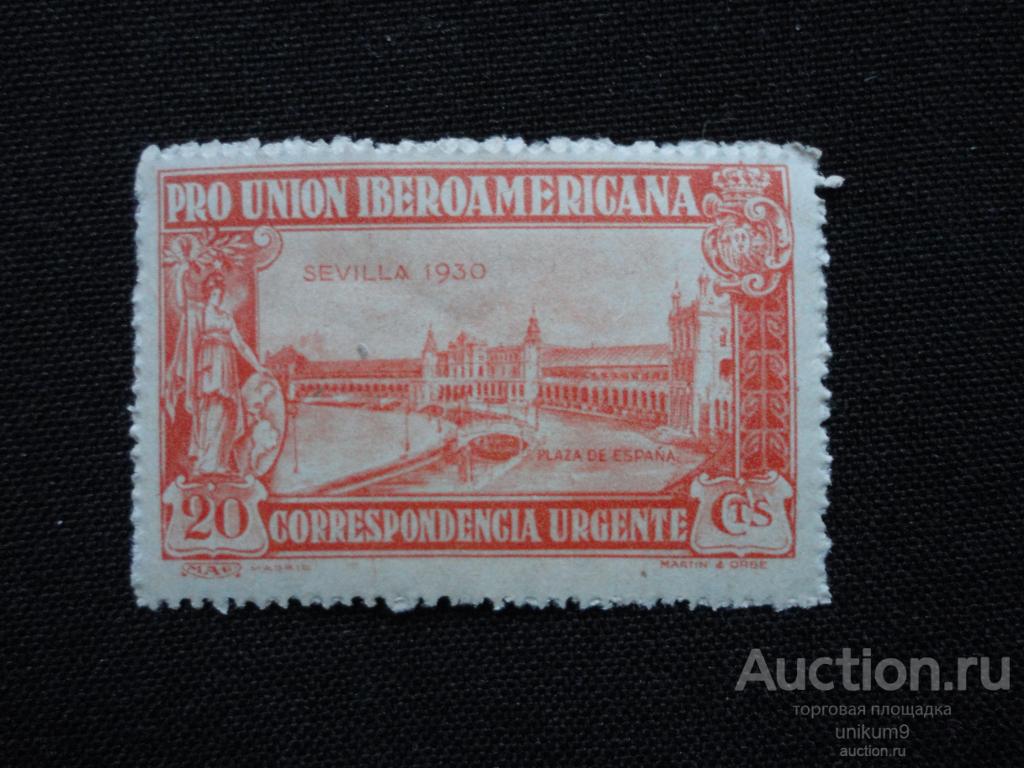 PRO UNION IBEROAMERICANA
SEVILLA 1930
PLAZA DE ESPAÑA.
20 CORRESPONDENCIA URGENTE CTS
MADRID
MARTIN & ORBE
Auction.ru
торговая площадка
unikum9
auction.ru